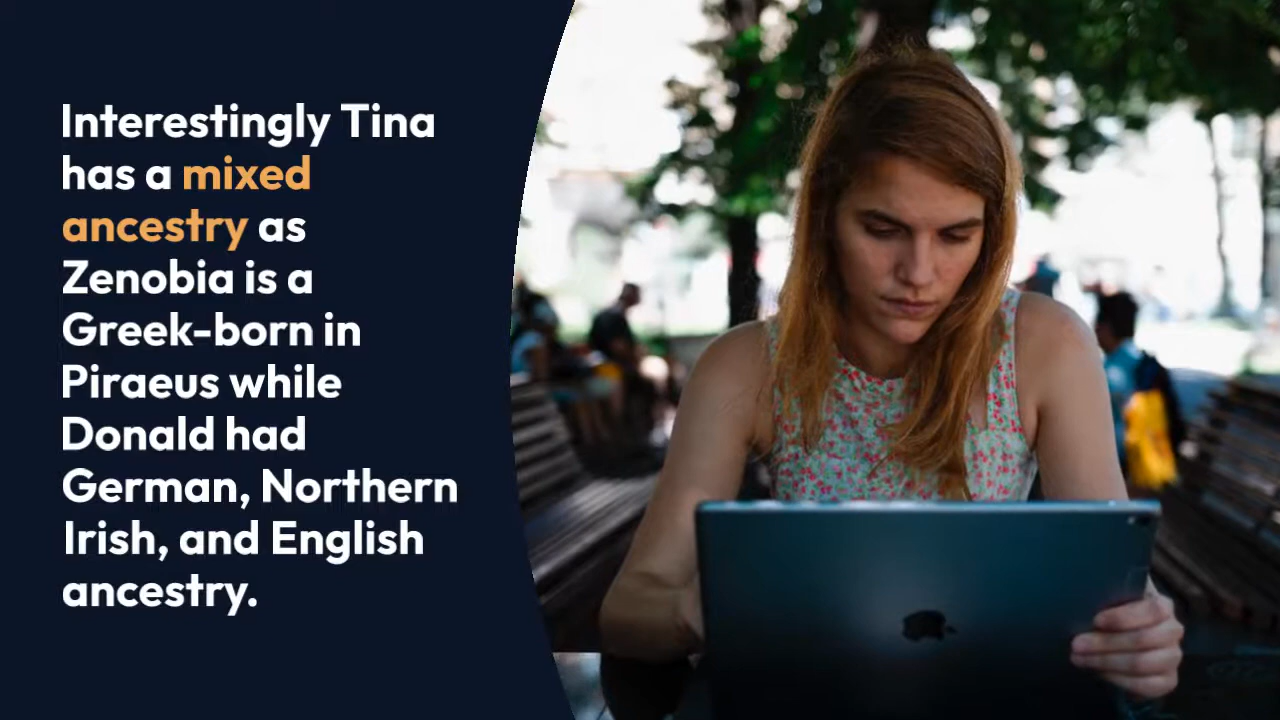 Interestingly Tina
has a mixed
ancestry as
Zenobia is a
Greek-born in
Piraeus while
Donald had
German, Northern
Irish, and English
ancestry.